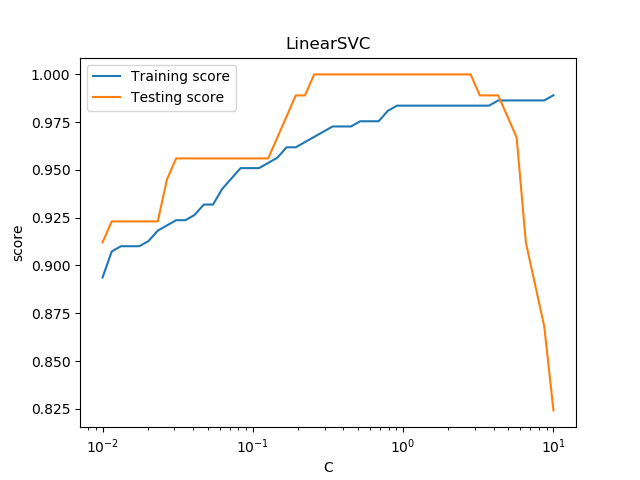 LinearSVC
Training score
Testing score
1.000
0.975
0.950
0.925
0.900
0.875
0.850
0.825
score
10⁻² 10⁻¹ 10⁰ 10¹
C